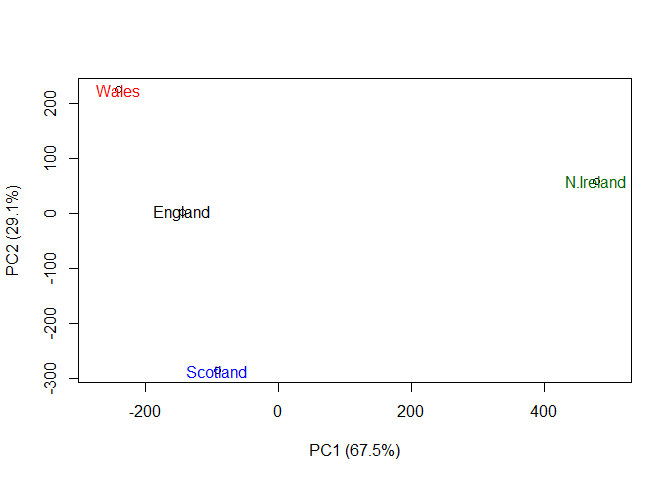 200
100
0
-100
-200
-300
PC2 (29.1%)
Wales
N.Ireland
England
Scotland
-200
0
200
400
PC1 (67.5%)